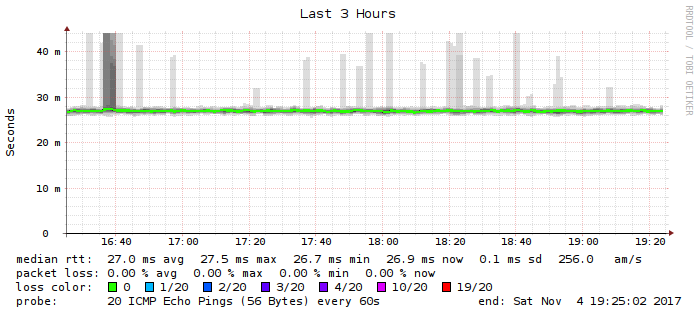 Last 3 Hours
RRDTOOL / TOBI OETIKER
Seconds
40 m
30 m
20 m
10 m
0
16:40 17:00 17:20 17:40 18:00 18:20 18:40 19:00 19:20
median rtt: 27.0 ms avg 27.5 ms max 26.7 ms min 26.9 ms now 0.1 ms sd 256.0 am/s
packet loss: 0.00 % avg 0.00 % max 0.00 % min 0.00 % now
loss color: 0 1/20 2/20 3/20 4/20 10/20 19/20
probe: 20 ICMP Echo Pings (56 Bytes) every 60s end: Sat Nov 4 19:25:02 2017